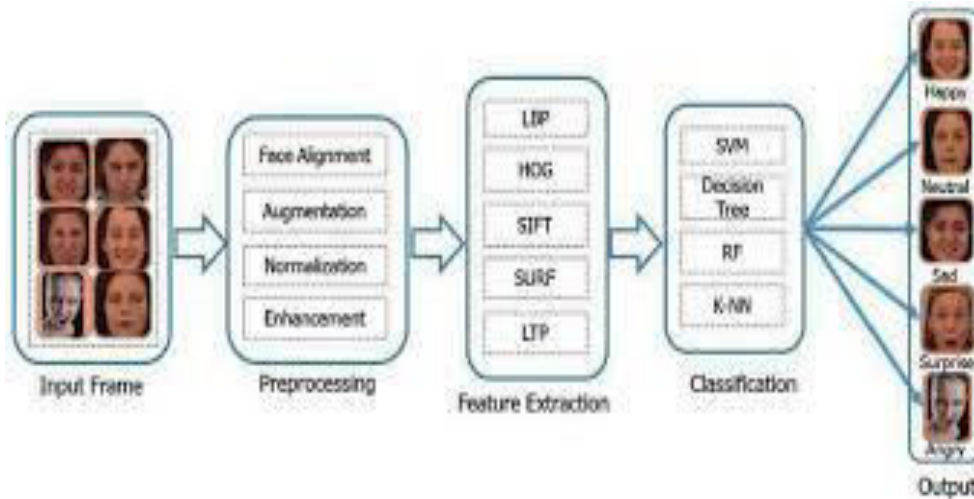 Input Frame
Face Alignment
Augmentation
Normalization
Enhancement
Preprocessing
LBP
HOG
SIFT
SURF
LTP
Feature Extraction
SVM
Decision
Tree
RF
K-NN
Classification
Happy
Neutral
Sad
Surprise
Angry
Output